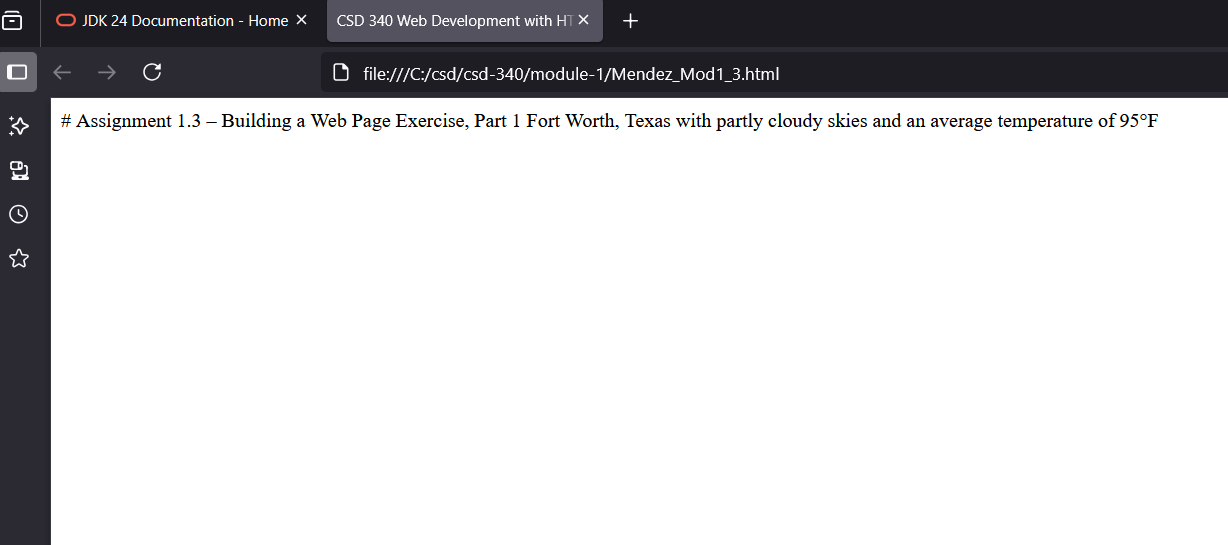 JDK 24 Documentation - Home
CSD 340 Web Development with HT
file:///C:/csd/csd-340/module-1/Mendez_Mod1_3.html
# Assignment 1.3 – Building a Web Page Exercise, Part 1 Fort Worth, Texas with partly cloudy skies and an average temperature of 95°F